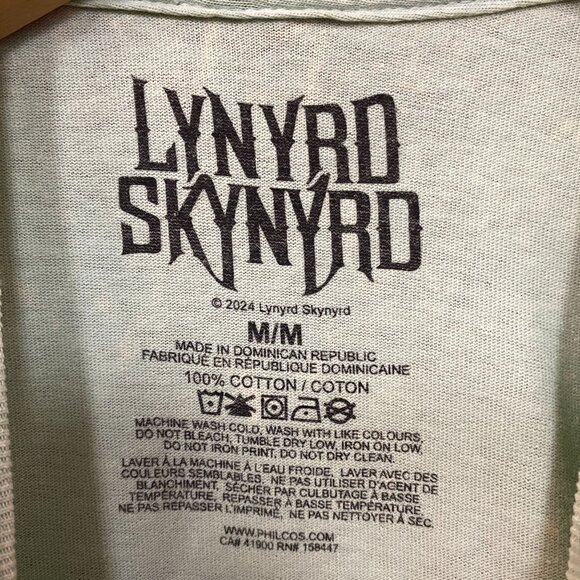 LYNYRD
SKYNYRD
© 2024 Lynyrd Skynyrd
M/M
MADE IN DOMINICAN REPUBLIC
FABRIQUÉ EN RÉPUBLIQUE DOMINICAINE
100% COTTON / COTON
MACHINE WASH COLD, WASH WITH LIKE COLOURS,
DO NOT BLEACH, TUMBLE DRY LOW, IRON ON LOW,
DO NOT IRON PRINT, DO NOT DRY CLEAN.
LAVER À LA MACHINE À L'EAU FROIDE, LAVER AVEC DES
COULEURS SEMBLABLES, NE PAS UTILISER D'AGENT DE
BLANCHIMENT, SÉCHER PAR CULBUTAGE À BASSE
TEMPÉRATURE, REPASSER À BASSE TEMPÉRATURE,
NE PAS REPASSER L'IMPRIMÉ, NE PAS NETTOYER À SEC.
WWW.PHILCOS.COM
CA# 41900 RN# 158447